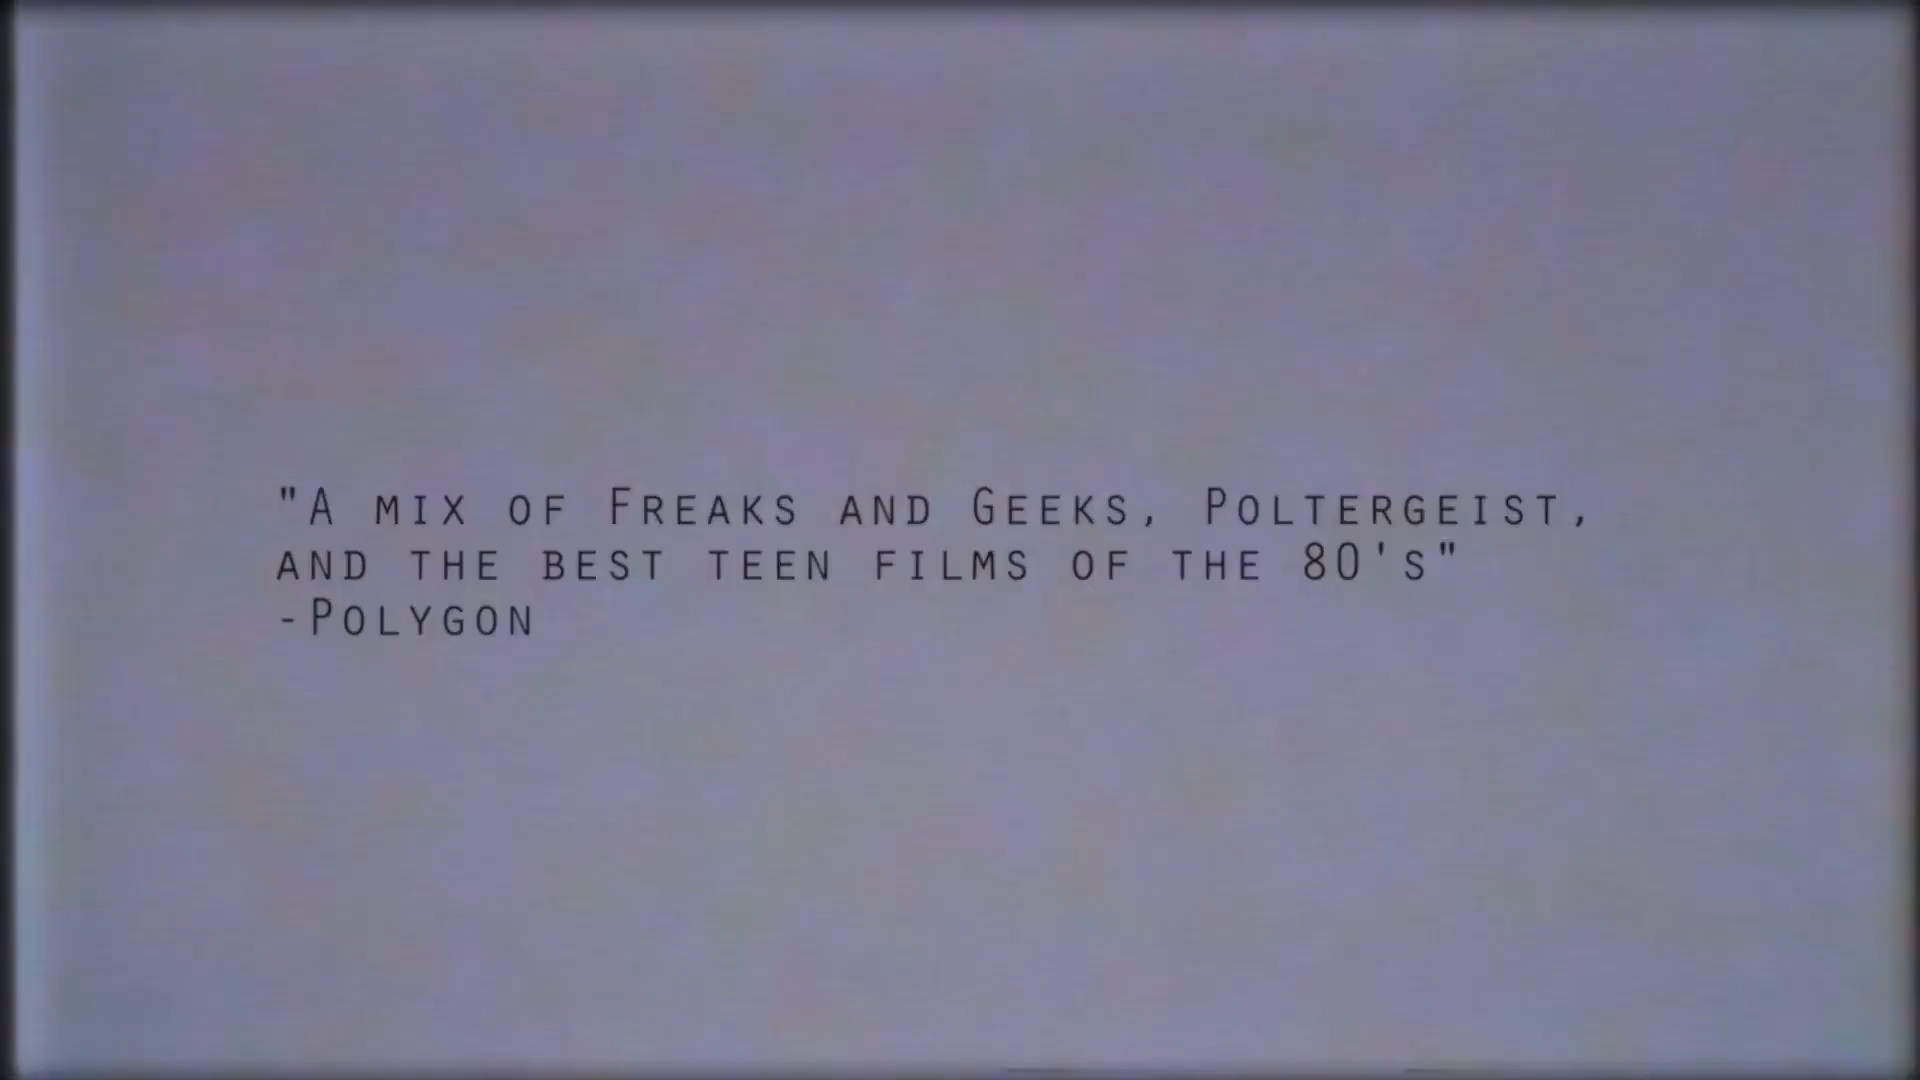 "A mix of Freaks and Geeks, Poltergeist,
and the best teen films of the 80's"
-Polygon